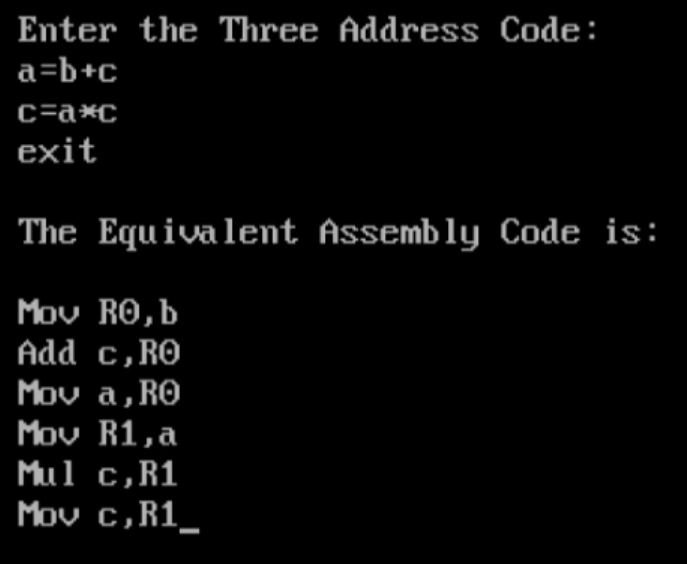 Enter the Three Address Code:
a=b+c
c=a*c
exit
The Equivalent Assembly Code is:
Mov R0,b
Add c,R0
Mov a,R0
Mov R1,a
Mul c,R1
Mov c,R1_